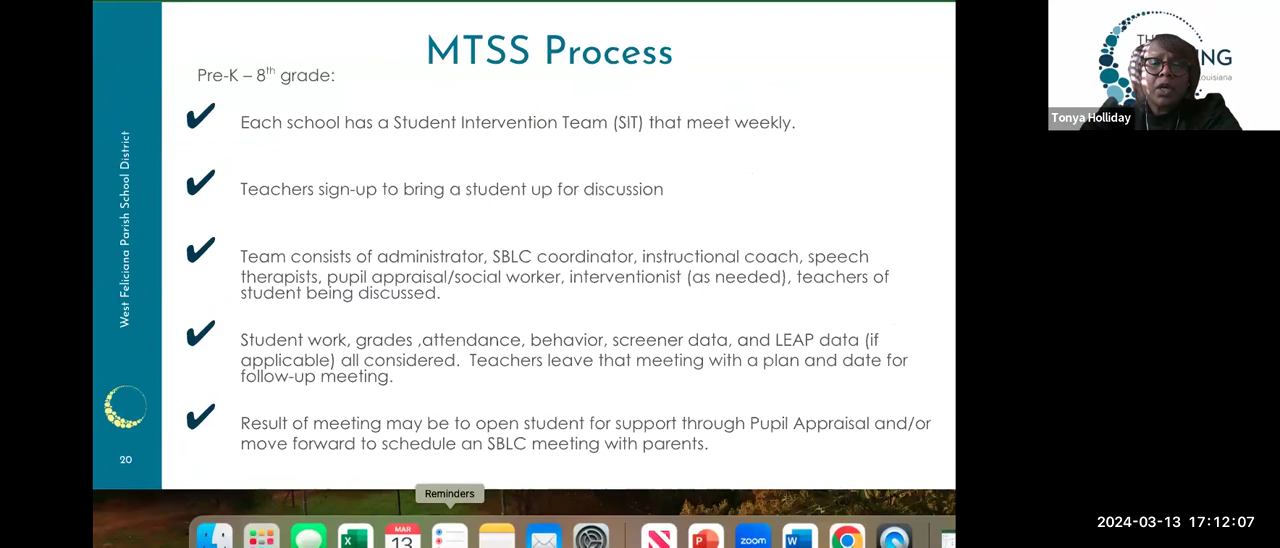 MTSS Process
Pre-K – 8th grade:
✔ Each school has a Student Intervention Team (SIT) that meet weekly.
✔ Teachers sign-up to bring a student up for discussion
✔ Team consists of administrator, SBLC coordinator, instructional coach, speech
therapists, pupil appraisal/social worker, interventionist (as needed), teachers of
student being discussed.
✔ Student work, grades ,attendance, behavior, screener data, and LEAP data (if
applicable) all considered.  Teachers leave that meeting with a plan and date for
follow-up meeting.
✔ Result of meeting may be to open student for support through Pupil Appraisal and/or
move forward to schedule an SBLC meeting with parents.
West Feliciana Parish School District
20
Reminders
MAR
13
zoom
Tonya Holliday
2024-03-13 17:12:07